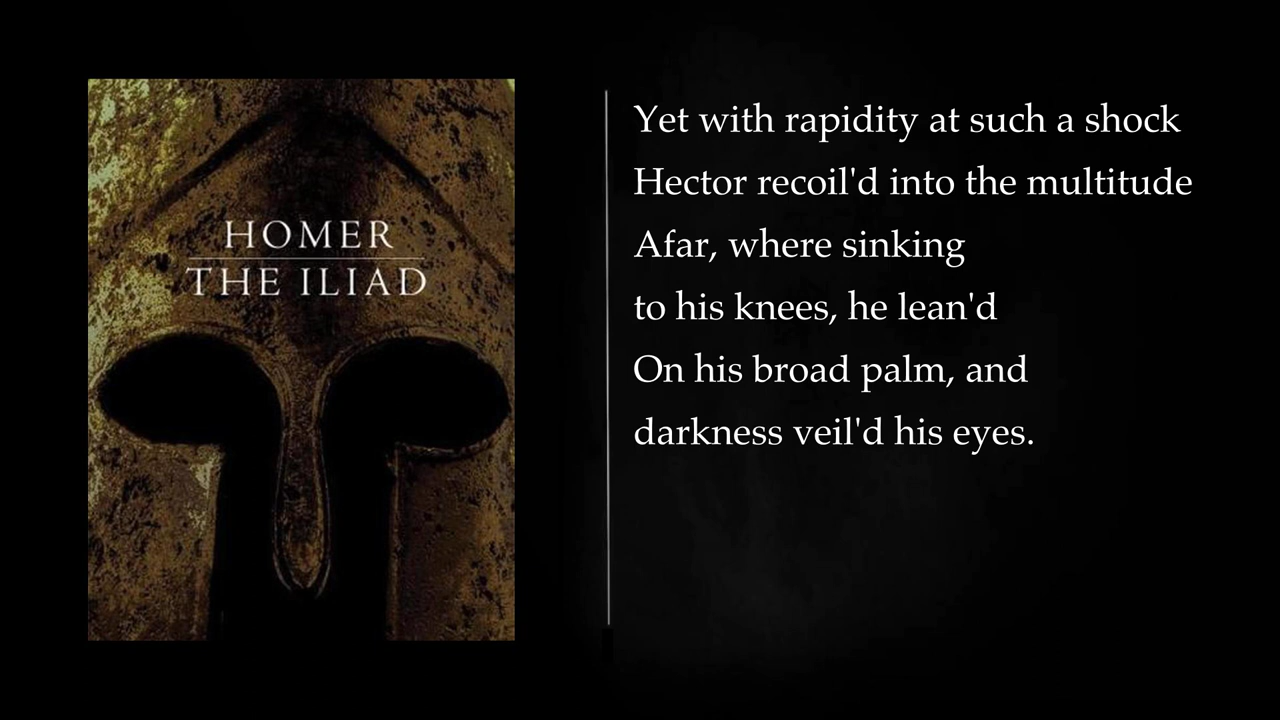 HOMER
THE ILIAD
Yet with rapidity at such a shock
Hector recoil'd into the multitude
Afar, where sinking
to his knees, he lean'd
On his broad palm, and
darkness veil'd his eyes.